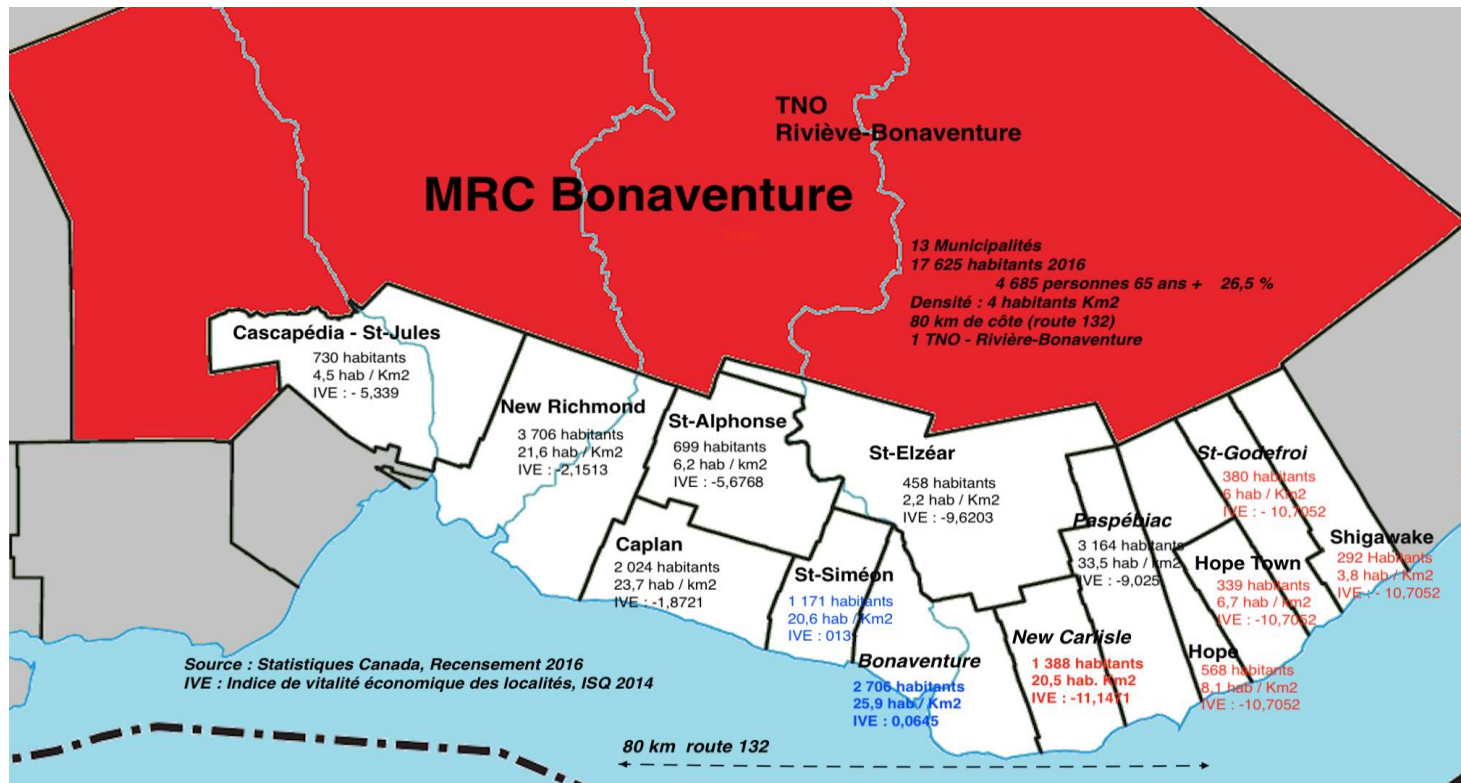 TNO
Rivième-Bonaventure
MRC Bonaventure
13 Municipalités
17 625 habitants 2016
4 685 personnes 65 ans + 26,5 %
Densité : 4 habitants Km2
80 km de côte (route 132)
1 TNO - Rivière-Bonaventure
Cascapédia - St-Jules
730 habitants
4,5 hab / Km2
IVE : - 5,339
New Richmond
3 706 habitants
21,6 hab / Km2
IVE : -2,1513
St-Alphonse
699 habitants
6,2 hab / km2
IVE : -5,6768
St-Elzéar
458 habitants
2,2 hab / Km2
IVE : -9,6203
St-Godefroi
380 habitants
6 hab / Km2
IVE : - 10,7052
Paspébiac
3 164 habitants
33,5 hab / km2
IVE : -9,025
Shigawake
292 Habitants
3,8 hab / Km2
IVE : - 10,7052
Caplan
2 024 habitants
23,7 hab / km2
IVE : -1,8721
St-Siméon
1 171 habitants
20,6 hab / Km2
IVE : 013
Hope Town
339 habitants
6,7 hab / km2
IVE : -10,7052
Bonaventure
2 706 habitants
25,9 hab / Km2
IVE : 0,0645
New Carlisle
1 388 habitants
20,5 hab. Km2
IVE : -11,1471
Hope
568 habitants
8,1 hab / Km2
IVE : -10,7052
Source : Statistiques Canada, Recensement 2016
IVE : Indice de vitalité économique des localités, ISQ 2014
80 km route 132